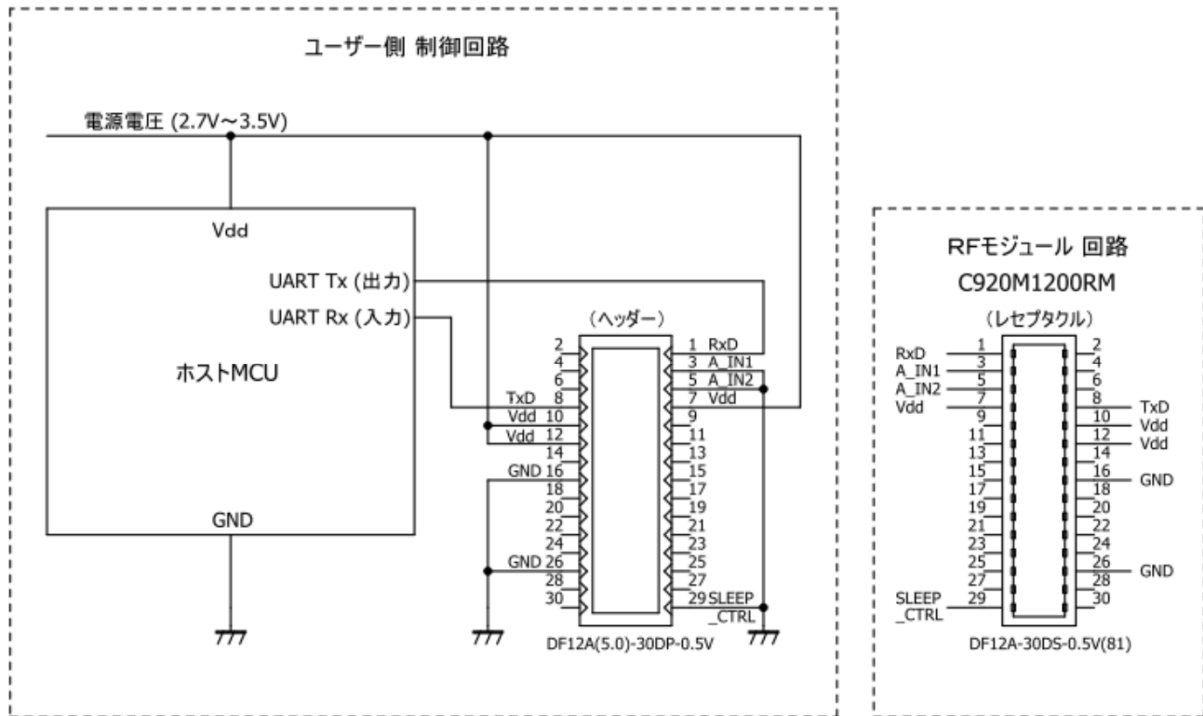 ユーザー側 制御回路
電源電圧 (2.7V～3.5V)
Vdd
UART Tx (出力)
UART Rx (入力)
ホストMCU
GND
(ヘッダー)
2 1 RxD
4 3 A_IN1
6 5 A_IN2
TxD 8 7 Vdd
Vdd 10 9
Vdd 12 11
14 13
GND 16 15
18 17
20 19
22 21
24 23
GND 26 25
28 27
30 29 SLEEP
_CTRL
DF12A(5.0)-30DP-0.5V
RFモジュール 回路
C920M1200RM
(レセプタクル)
RxD 1 2
A_IN1 3 4
A_IN2 5 6
Vdd 7 8 TxD
9 10 Vdd
11 12 Vdd
13 14
15 16 GND
17 18
19 20
21 22
23 24
25 26 GND
27 28
SLEEP 29 30
_CTRL
DF12A-30DS-0.5V(81)